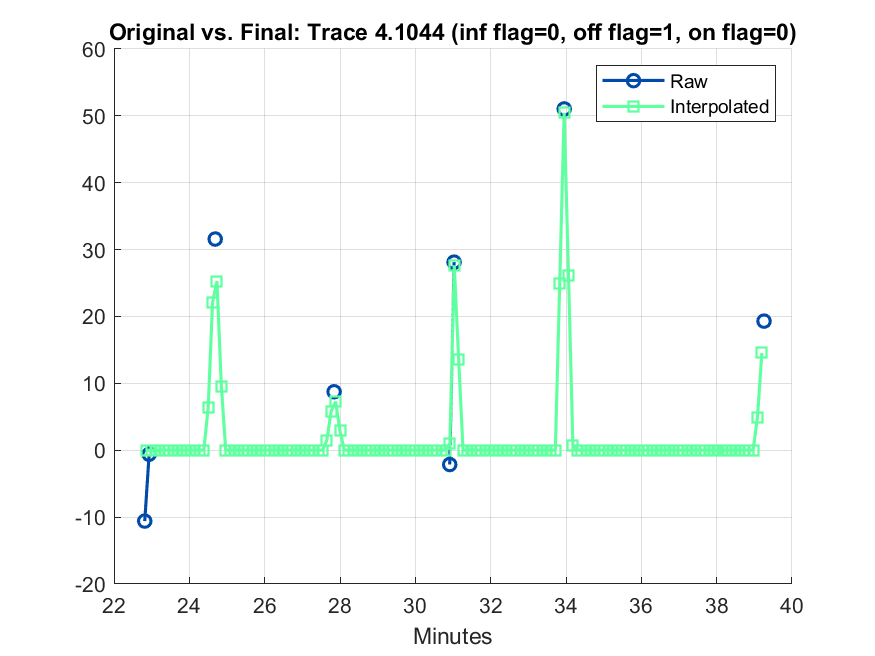 Original vs. Final: Trace 4.1044 (inf flag=0, off flag=1, on flag=0)
60
50
40
30
20
10
0
-10
-20
Raw
Interpolated
22 24 26 28 30 32 34 36 38 40
Minutes